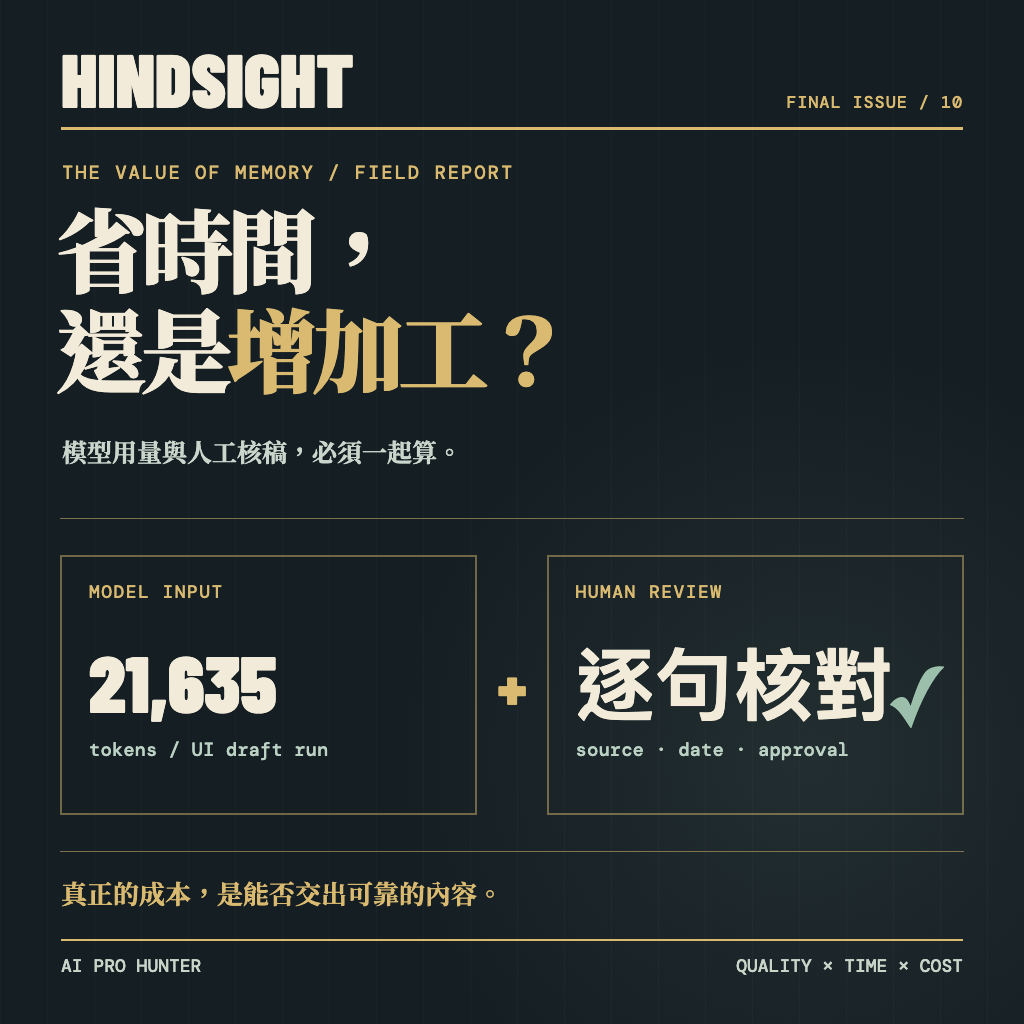 HINDSIGHT
FINAL ISSUE / 10
THE VALUE OF MEMORY / FIELD REPORT
省時間，
還是增加工？
模型用量與人工核稿，必須一起算。
MODEL INPUT
21,635
tokens / UI draft run
+
HUMAN REVIEW
逐句核對✓
source · date · approval
真正的成本，是能否交出可靠的內容。
AI PRO HUNTER
QUALITY × TIME × COST